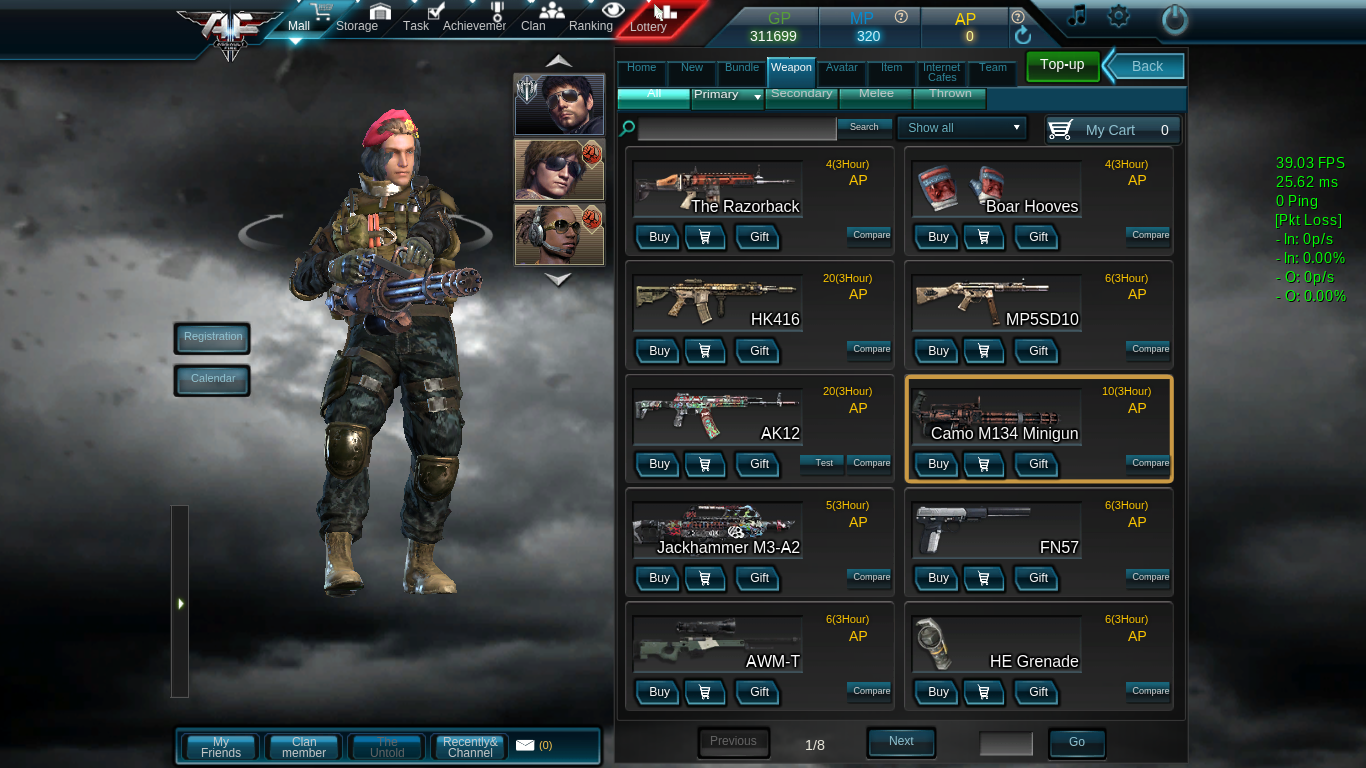 Mall
Storage
Task
Achievemer
Clan
Ranking
Lottery
GP
311699
MP
320
AP
0
Home
New
Bundle
Weapon
Avatar
Item
Internet
Cafes
Team
Top-up
Back
All
Primary
Secondary
Melee
Thrown
Search
Show all
My Cart 0
4(3Hour)
AP
The Razorback
Buy
Gift
Compare
4(3Hour)
AP
Boar Hooves
Buy
Gift
Compare
20(3Hour)
AP
HK416
Buy
Gift
Compare
6(3Hour)
AP
MP5SD10
Buy
Gift
Compare
20(3Hour)
AP
AK12
Buy
Gift
Test
Compare
10(3Hour)
AP
Camo M134 Minigun
Buy
Gift
Compare
5(3Hour)
AP
Jackhammer M3-A2
Buy
Gift
Compare
6(3Hour)
AP
FN57
Buy
Gift
Compare
6(3Hour)
AP
AWM-T
Buy
Gift
Compare
6(3Hour)
AP
HE Grenade
Buy
Gift
Compare
Previous
1/8
Next
Go
39.03 FPS
25.62 ms
0 Ping
[Pkt Loss]
- In: 0p/s
- In: 0.00%
- O: 0p/s
- O: 0.00%
Registration
Calendar
My
Friends
Clan
member
The
Untold
Recently&
Channel
(0)